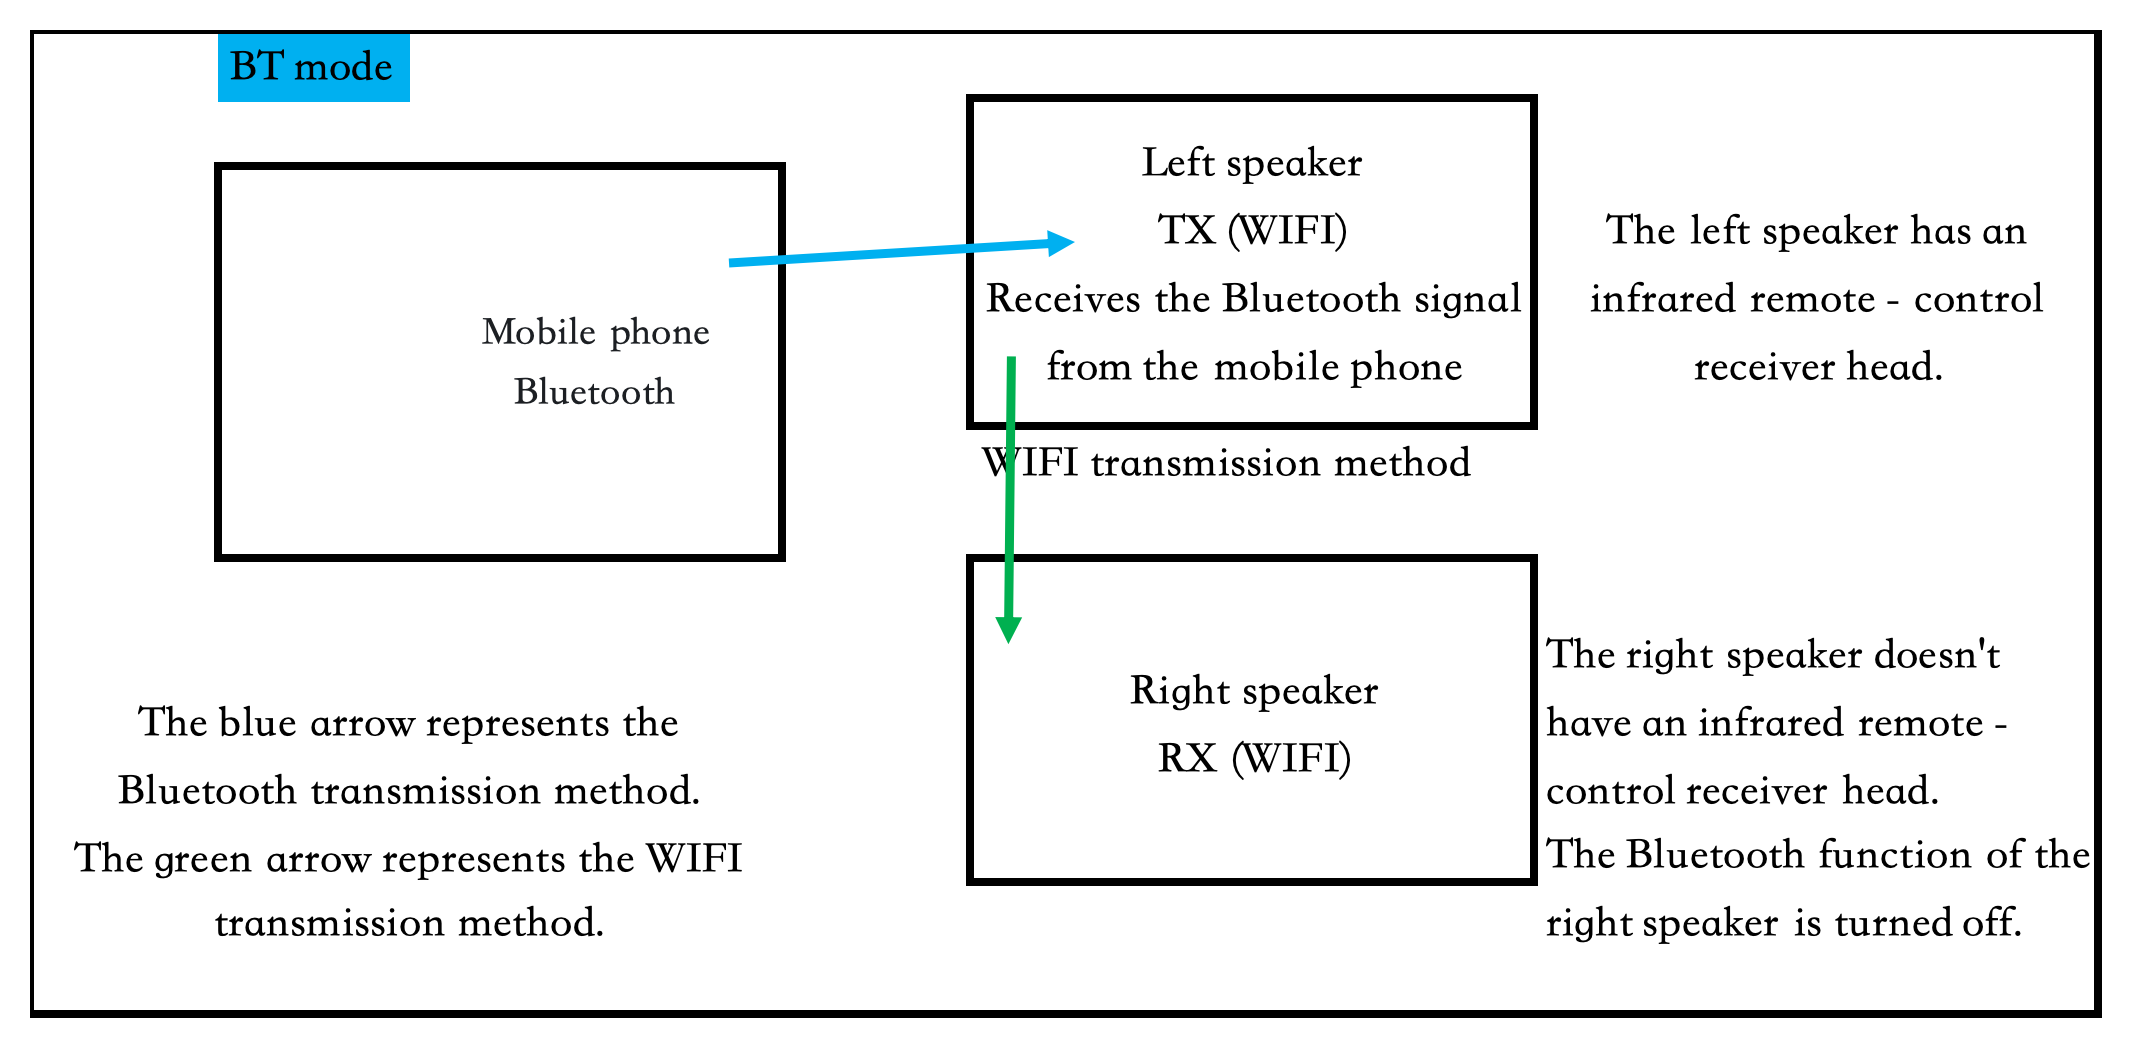 BT mode
Mobile phone
Bluetooth
Left speaker
TX (WIFI)
Receives the Bluetooth signal
from the mobile phone
The left speaker has an
infrared remote - control
receiver head.
WIFI transmission method
Right speaker
RX (WIFI)
The right speaker doesn't
have an infrared remote -
control receiver head.
The Bluetooth function of the
right speaker is turned off.
The blue arrow represents the
Bluetooth transmission method.
The green arrow represents the WIFI
transmission method.